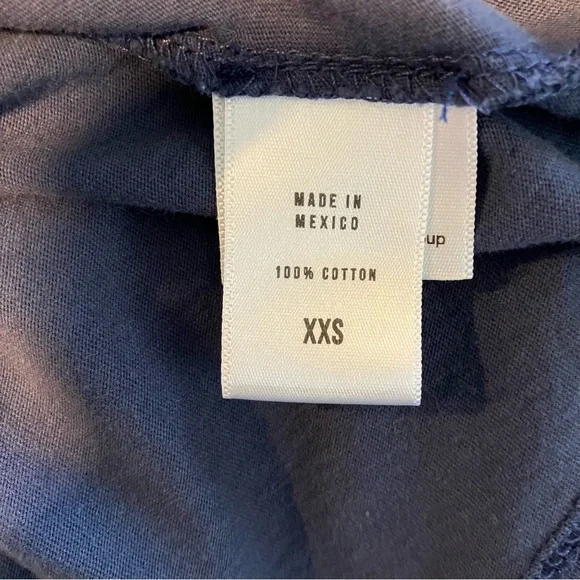 MADE IN
MEXICO
up
100% COTTON
XXS